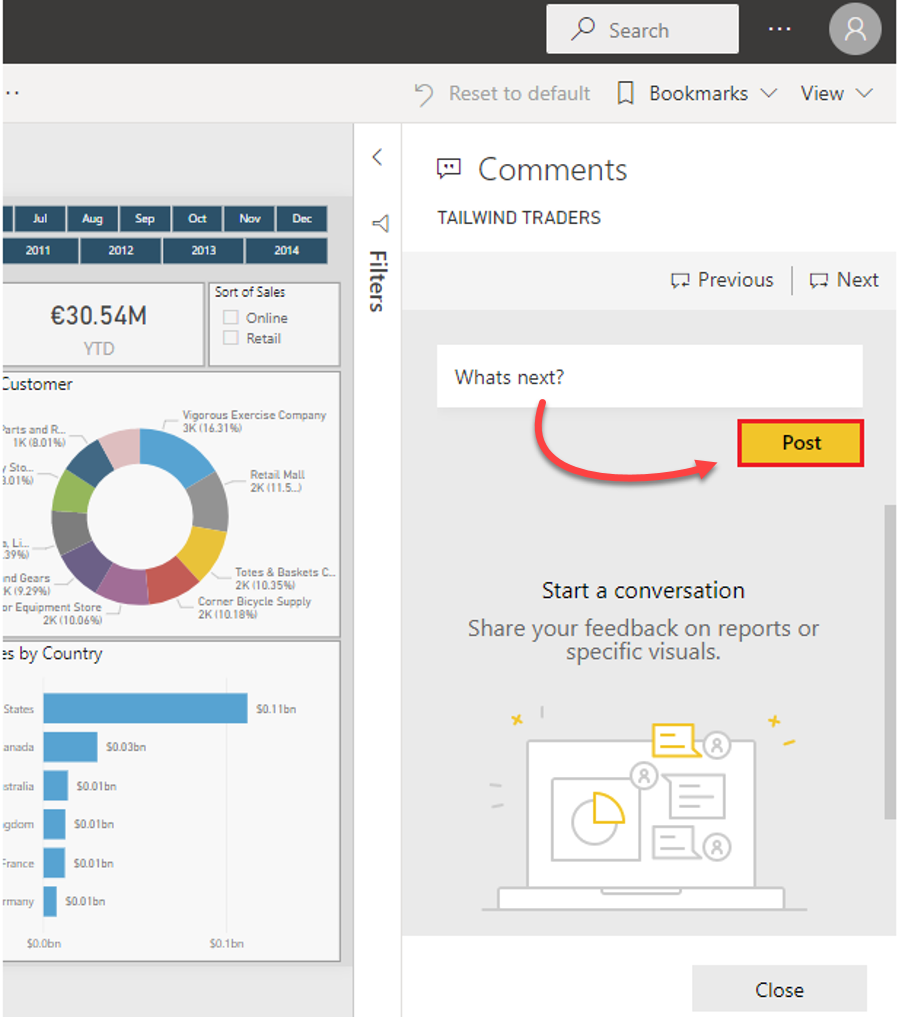 Search
...
Reset to default
Bookmarks
View
Jul Aug Sep Oct Nov Dec
2011 2012 2013 2014
€30.54M
YTD
Sort of Sales
Online
Retail
Customer
Vigorous Exercise Company
3K (16.31%)
Retail Mall
2K (11.5...)
Totes & Baskets C...
2K (10.35%)
Corner Bicycle Supply
2K (10.18%)
or Equipment Store
2K (10.06%)
nd Gears
K (9.29%)
, Li...
.39%)
y Sto...
.01%)
Parts and R...
1K (8.01%)
es by Country
States
$0.11bn
anada
$0.03bn
stralia
$0.01bn
gdom
$0.01bn
France
$0.01bn
rmany
$0.01bn
$0.0bn
$0.1bn
Filters
Comments
TAILWIND TRADERS
Previous
Next
Whats next?
Post
Start a conversation
Share your feedback on reports or
specific visuals.
Close